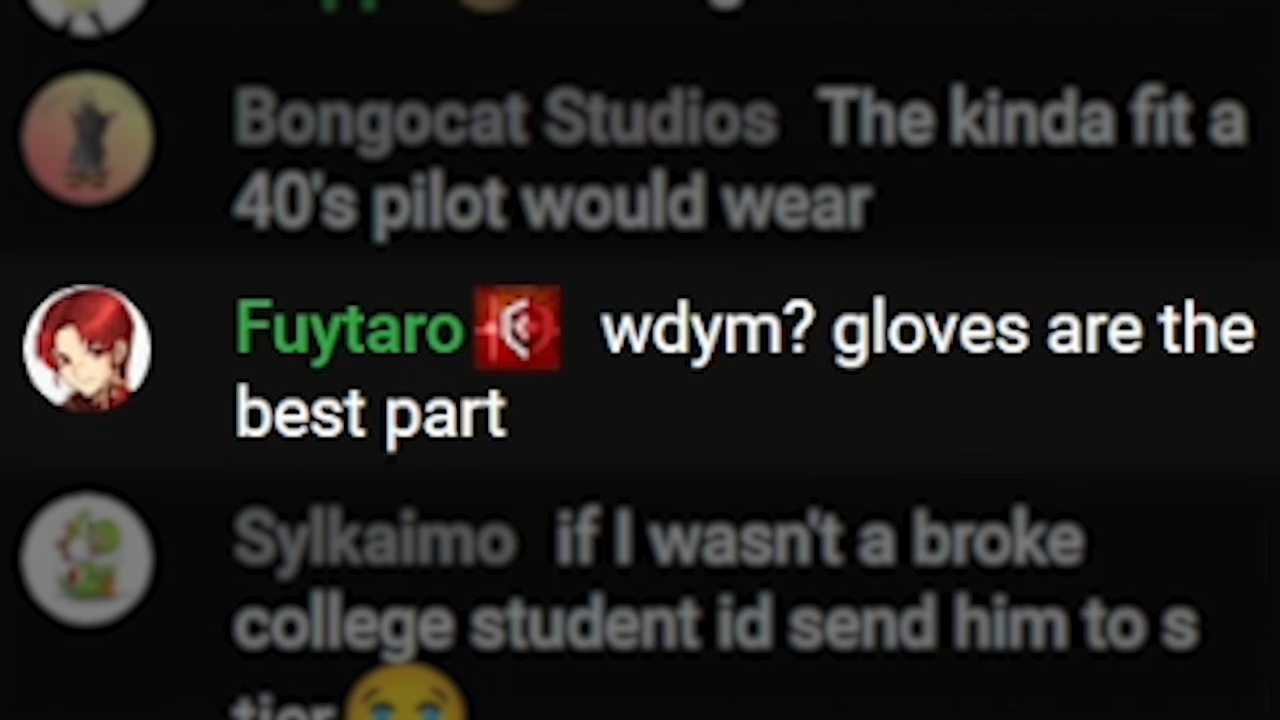 Bongocat Studios The kinda fit a
40's pilot would wear
Fuytaro wdym? gloves are the
best part
Sylkaimo if I wasn't a broke
college student id send him to s
tier